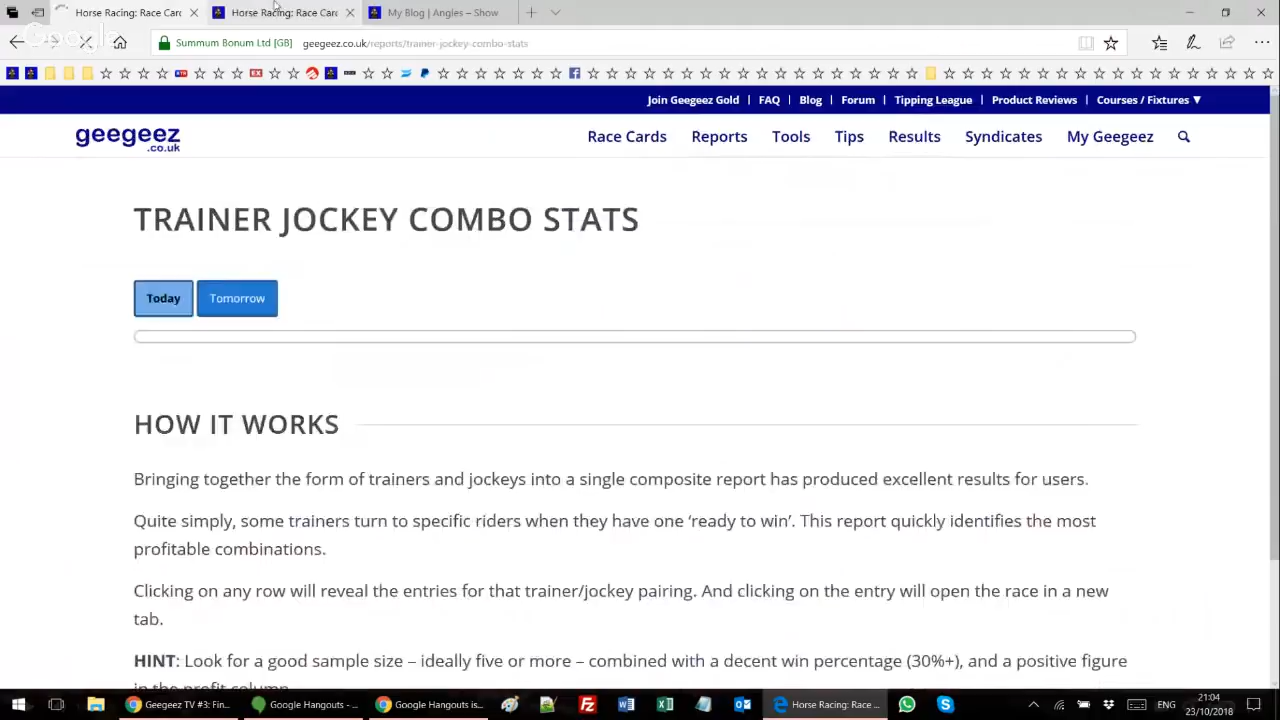 Horse Racing: Race Card
Horse Racing: Race Card
My Blog | Angles – Show
Google
Summum Bonum Ltd [GB]
geegeez.co.uk/reports/trainer-jockey-combo-stats
Join Geegeez Gold | FAQ | Blog | Forum | Tipping League | Product Reviews | Courses / Fixtures ▼
geegeez
.co.uk
Race Cards Reports Tools Tips Results Syndicates My Geegeez
TRAINER JOCKEY COMBO STATS
Today Tomorrow
HOW IT WORKS
Bringing together the form of trainers and jockeys into a single composite report has produced excellent results for users.
Quite simply, some trainers turn to specific riders when they have one ‘ready to win’. This report quickly identifies the most
profitable combinations.
Clicking on any row will reveal the entries for that trainer/jockey pairing. And clicking on the entry will open the race in a new
tab.
HINT: Look for a good sample size – ideally five or more – combined with a decent win percentage (30%+), and a positive figure
in the profit column.
Geegeez TV #3: Fin...
Google Hangouts - ...
Google Hangouts is...
Horse Racing: Race ...
ENG
21:04
23/10/2018